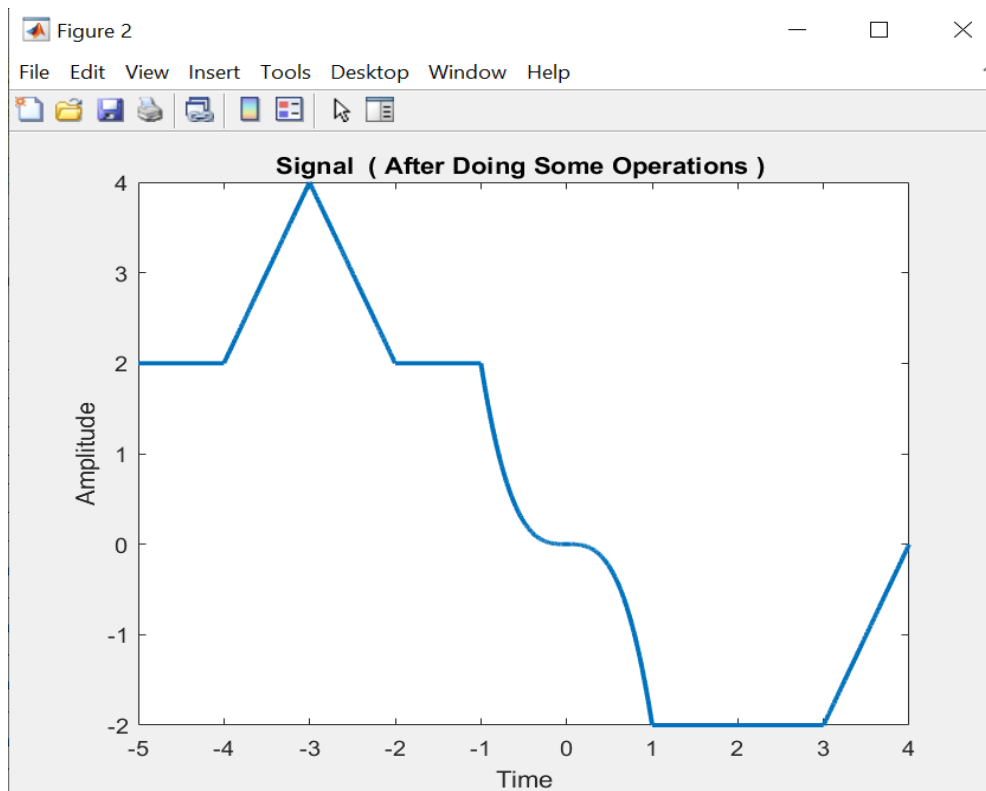 Figure 2
File Edit View Insert Tools Desktop Window Help
Signal ( After Doing Some Operations )
4
3
2
1
0
-1
-2
Amplitude
-5 -4 -3 -2 -1 0 1 2 3 4
Time